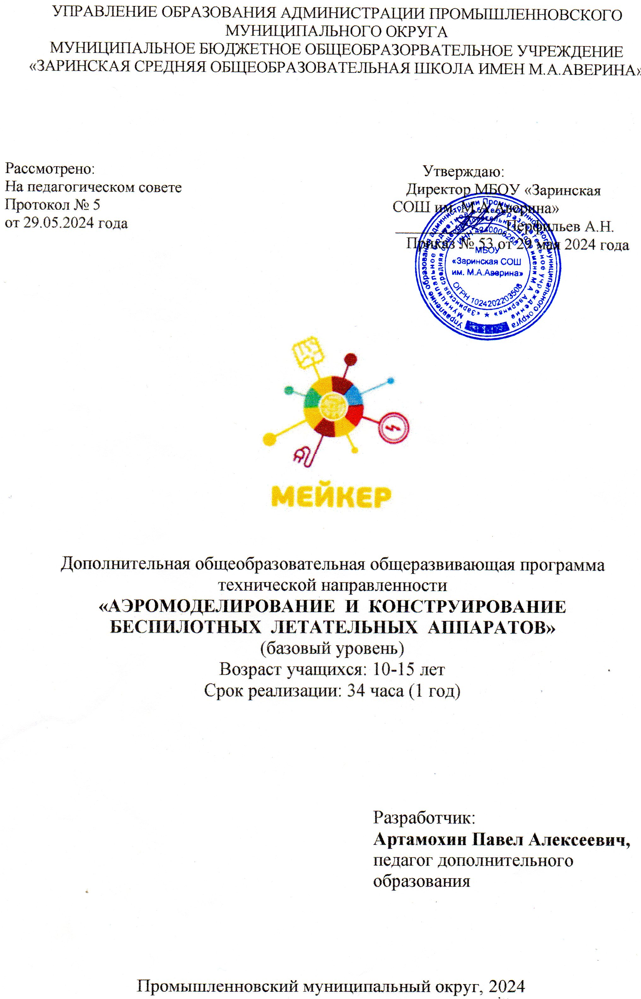 УПРАВЛЕНИЕ ОБРАЗОВАНИЯ АДМИНИСТРАЦИИ ПРОМЫШЛЕННОВСКОГО
МУНИЦИПАЛЬНОГО ОКРУГА
МУНИЦИПАЛЬНОЕ БЮДЖЕТНОЕ ОБЩЕОБРАЗОРВАТЕЛЬНОЕ УЧРЕЖДЕНИЕ
«ЗАРИНСКАЯ СРЕДНЯЯ ОБЩЕОБРАЗОВАТЕЛЬНАЯ ШКОЛА ИМЕН М.А.АВЕРИНА»
Рассмотрено:
На педагогическом совете
Протокол № 5
от 29.05.2024 года
Утверждаю:
Директор МБОУ «Заринская
СОШ им. М.А.Аверина»
Перфильев А.Н.
Приказ № 53 от 29 мая 2024 года
Управление образования администрации Промышленновского муниципального округа
Муниципальное бюджетное общеобразовательное учреждение
«Заринская средняя общеобразовательная школа имени М А Аверина»
ИНН 4240006268
МБОУ
«Заринская СОШ
им. М.А.Аверина»
ОГРН 1024202203508
МЕЙКЕР
Дополнительная общеобразовательная общеразвивающая программа
технической направленности
«АЭРОМОДЕЛИРОВАНИЕ И КОНСТРУИРОВАНИЕ
БЕСПИЛОТНЫХ ЛЕТАТЕЛЬНЫХ АППАРАТОВ»
(базовый уровень)
Возраст учащихся: 10-15 лет
Срок реализации: 34 часа (1 год)
Разработчик:
Артамохин Павел Алексеевич,
педагог дополнительного
образования
Промышленновский муниципальный округ, 2024